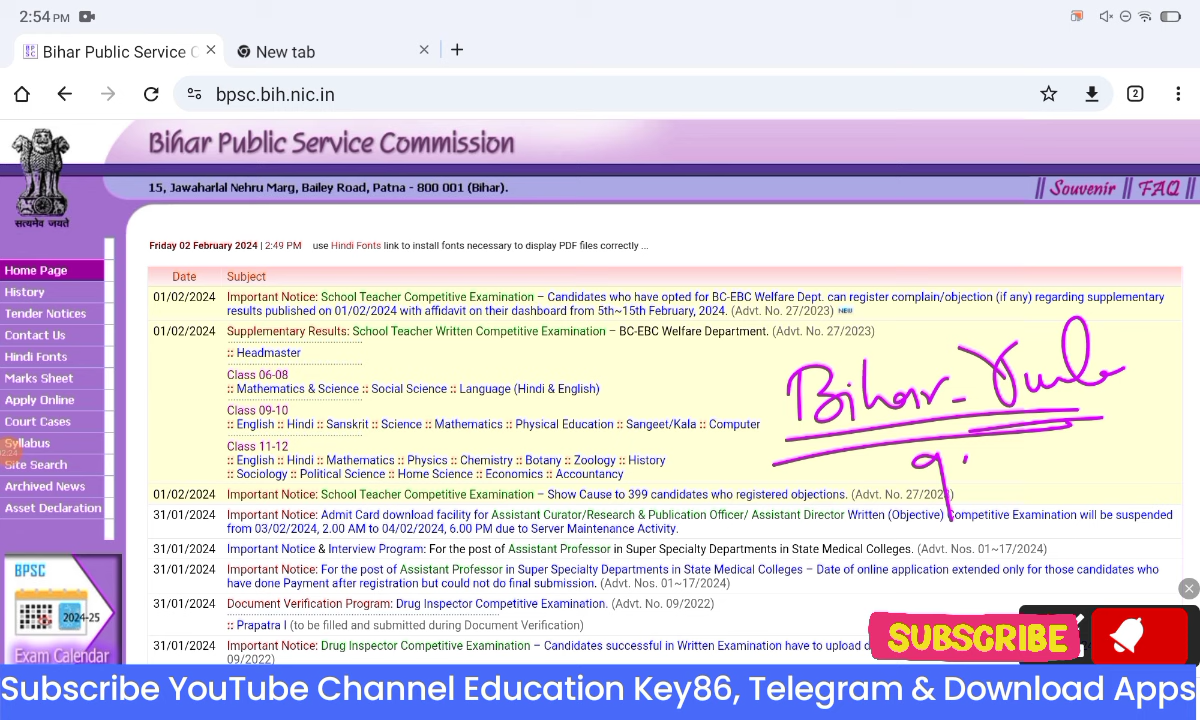 2:54 PM
Bihar Public Service C
New tab
bpsc.bih.nic.in
2
Bihar Public Service Commission
15, Jawaharlal Nehru Marg, Bailey Road, Patna - 800 001 (Bihar).
|| Souvenir || FAQ ||
सत्यमेव जयते
Friday 02 February 2024 | 2:49 PM use Hindi Fonts link to install fonts necessary to display PDF files correctly ...
Home Page
History
Tender Notices
Contact Us
Hindi Fonts
Marks Sheet
Apply Online
Court Cases
Syllabus
Site Search
Archived News
Asset Declaration
BPSC
2024-25
Exam Calendar
Date Subject
01/02/2024 Important Notice: School Teacher Competitive Examination – Candidates who have opted for BC-EBC Welfare Dept. can register complain/objection (if any) regarding supplementary
results published on 01/02/2024 with affidavit on their dashboard from 5th~15th February, 2024. (Advt. No. 27/2023) NEW
01/02/2024 Supplementary Results: School Teacher Written Competitive Examination – BC-EBC Welfare Department. (Advt. No. 27/2023)
:: Headmaster
Class 06-08
:: Mathematics & Science :: Social Science :: Language (Hindi & English)
Class 09-10
:: English :: Hindi :: Sanskrit :: Science :: Mathematics :: Physical Education :: Sangeet/Kala :: Computer
Class 11-12
:: English :: Hindi :: Mathematics :: Physics :: Chemistry :: Botany :: Zoology :: History
:: Sociology :: Political Science :: Home Science :: Economics :: Accountancy
Bihar
9
01/02/2024 Important Notice: School Teacher Competitive Examination – Show Cause to 399 candidates who registered objections. (Advt. No. 27/2023)
31/01/2024 Important Notice: Admit Card download facility for Assistant Curator/Research & Publication Officer/ Assistant Director Written (Objective) Competitive Examination will be suspended
from 03/02/2024, 2.00 AM to 04/02/2024, 6.00 PM due to Server Maintenance Activity.
31/01/2024 Important Notice & Interview Program: For the post of Assistant Professor in Super Specialty Departments in State Medical Colleges. (Advt. Nos. 01~17/2024)
31/01/2024 Important Notice: For the post of Assistant Professor in Super Specialty Departments in State Medical Colleges – Date of online application extended only for those candidates who
have done Payment after registration but could not do final submission. (Advt. Nos. 01~17/2024)
31/01/2024 Document Verification Program: Drug Inspector Competitive Examination. (Advt. No. 09/2022)
:: Prapatra I (to be filled and submitted during Document Verification)
31/01/2024 Important Notice: Drug Inspector Competitive Examination – Candidates successful in Written Examination have to upload d
09/2022)
SUBSCRIBE
Subscribe YouTube Channel Education Key86, Telegram & Download Apps